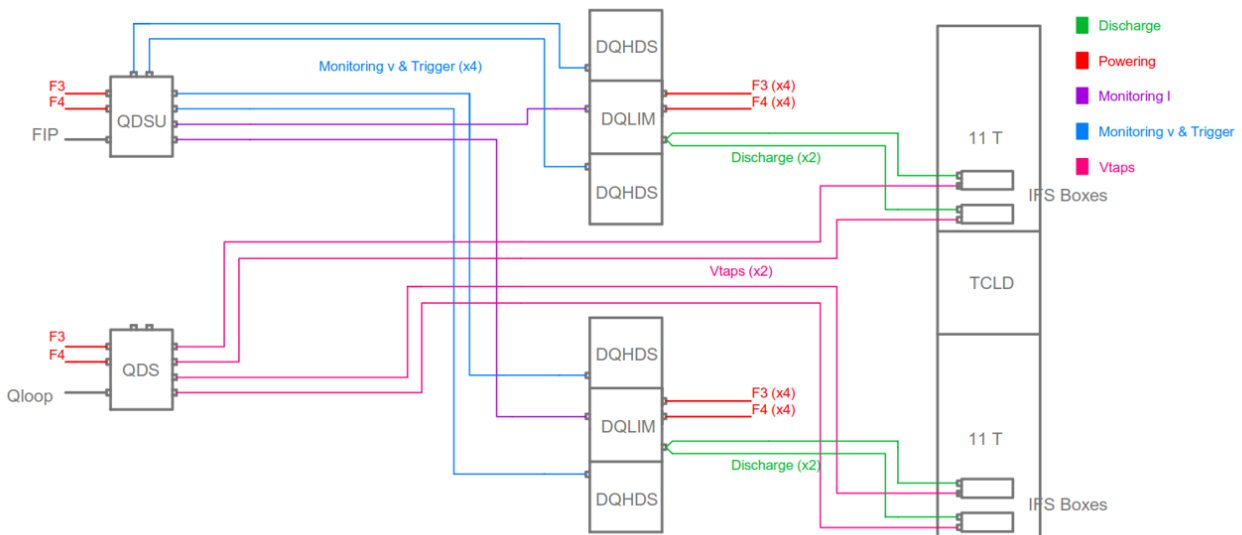 DQHDS
Discharge
Monitoring v & Trigger (x4)
Powering
F3
F4
QDSU
FIP
F3 (x4)
F4 (x4)
DQLIM
Monitoring I
11 T
Monitoring v & Trigger
Discharge (x2)
Vtaps
DQHDS
IFS Boxes
Vtaps (x2)
TCLD
F3
F4
QDS
Qloop
DQHDS
F3 (x4)
F4 (x4)
DQLIM
11 T
Discharge (x2)
DQHDS
IFS Boxes